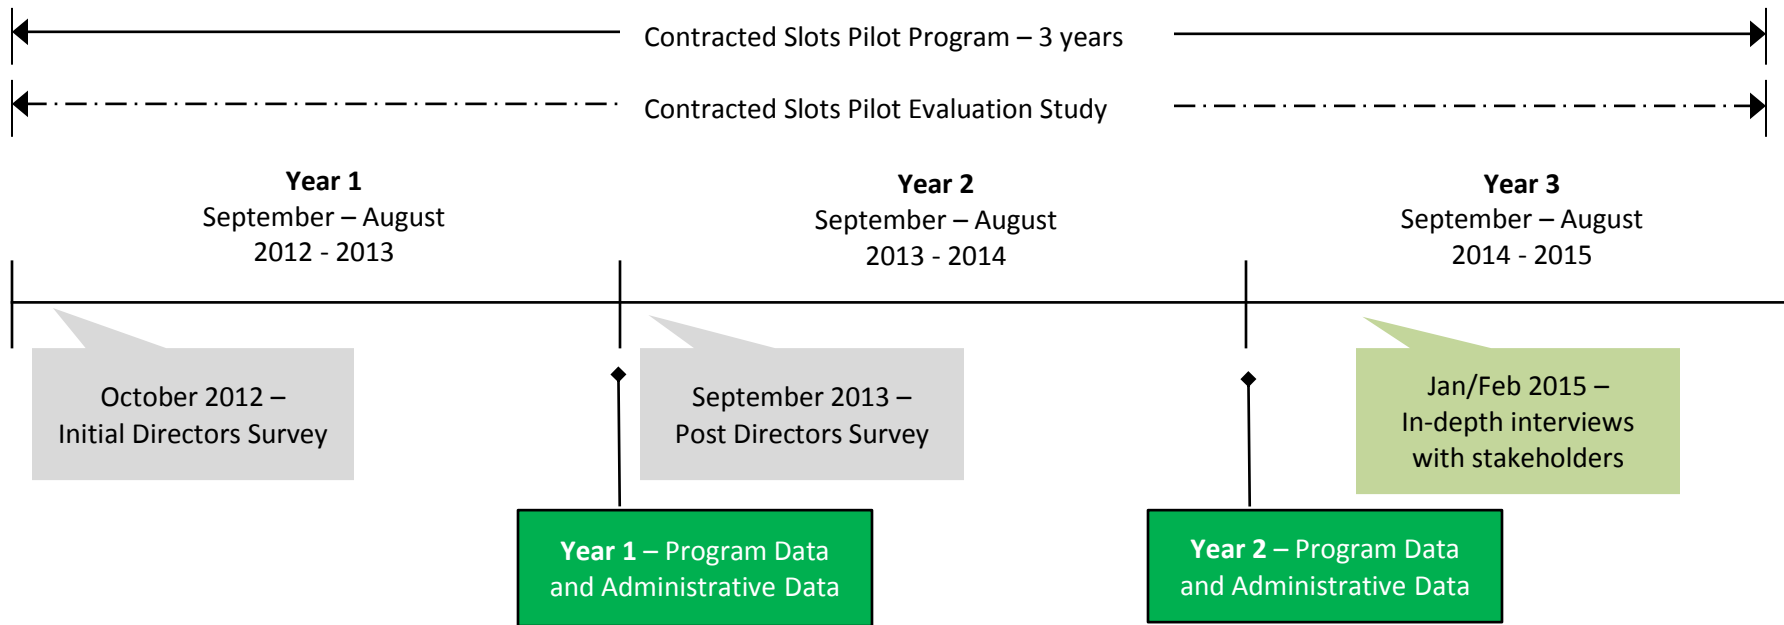 Contracted Slots Pilot Program – 3 years
Contracted Slots Pilot Evaluation Study
Year 1
September – August
2012 - 2013
Year 2
September – August
2013 - 2014
Year 3
September – August
2014 - 2015
October 2012 –
Initial Directors Survey
September 2013 –
Post Directors Survey
Jan/Feb 2015 –
In-depth interviews
with stakeholders
Year 1 – Program Data
and Administrative Data
Year 2 – Program Data
and Administrative Data